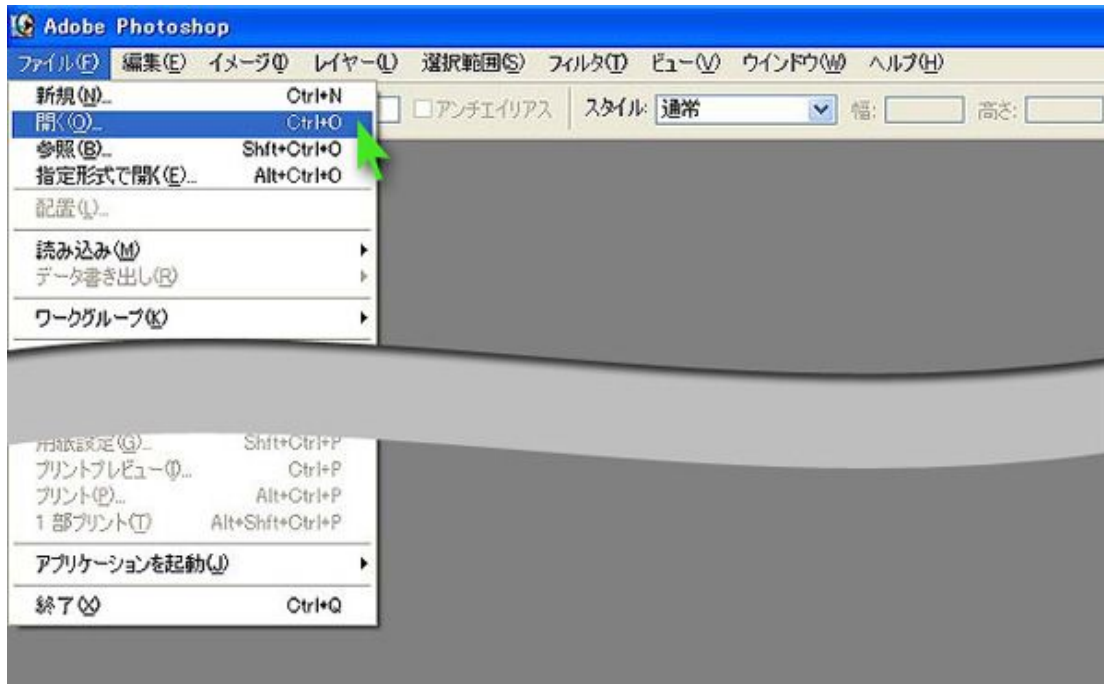 Adobe Photoshop
ファイル(F) 編集(E) イメージ(I) レイヤー(L) 選択範囲(S) フィルタ(T) ビュー(V) ウインドウ(W) ヘルプ(H)
アンチエイリアス スタイル: 通常 幅: 高さ:
新規(N)... Ctrl+N
開く(O)... Ctrl+O
参照(B)... Shft+Ctrl+O
指定形式で開く(E)... Alt+Ctrl+O
配置(L)...
読み込み(M)
データ書き出し(R)
ワークグループ(K)
用紙設定(G)... Shft+Ctrl+P
プリントプレビュー(I)... Ctrl+P
プリント(P)... Alt+Ctrl+P
1 部プリント(T) Alt+Shft+Ctrl+P
アプリケーションを起動(J)
終了(X) Ctrl+Q